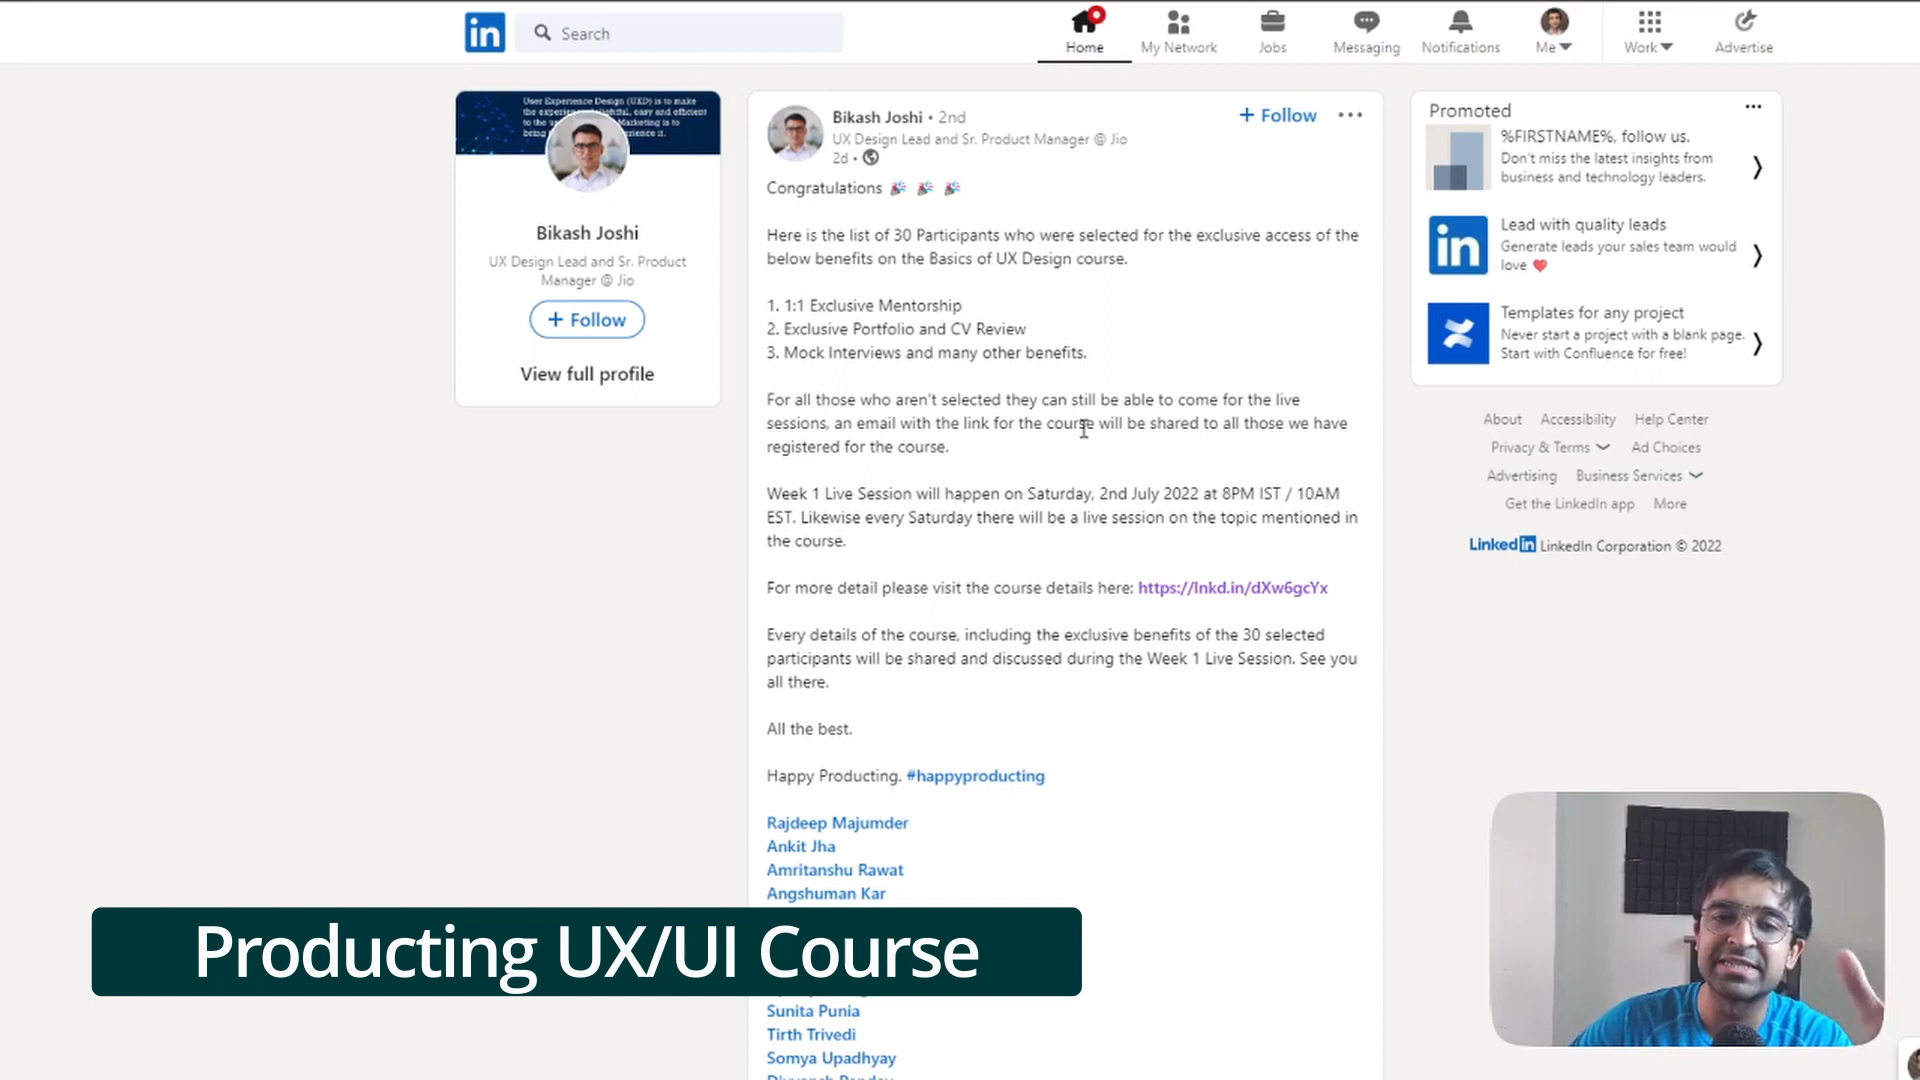 in
Search
Home
My Network
Jobs
Messaging
Notifications
Me
Work
Advertise
User Experience Design (UXD) is to make
Bikash Joshi
UX Design Lead and Sr. Product
Manager @ Jio
+ Follow
View full profile
Bikash Joshi • 2nd
UX Design Lead and Sr. Product Manager @ Jio
2d •
+ Follow
Congratulations 🎉 🎉 🎉
Here is the list of 30 Participants who were selected for the exclusive access of the
below benefits on the Basics of UX Design course.
1. 1:1 Exclusive Mentorship
2. Exclusive Portfolio and CV Review
3. Mock Interviews and many other benefits.
For all those who aren't selected they can still be able to come for the live
sessions, an email with the link for the course will be shared to all those we have
registered for the course.
Week 1 Live Session will happen on Saturday, 2nd July 2022 at 8PM IST / 10AM
EST. Likewise every Saturday there will be a live session on the topic mentioned in
the course.
For more detail please visit the course details here: https://lnkd.in/dXw6gcYx
Every details of the course, including the exclusive benefits of the 30 selected
participants will be shared and discussed during the Week 1 Live Session. See you
all there.
All the best.
Happy Producting. #happyproducting
Rajdeep Majumder
Ankit Jha
Amritanshu Rawat
Angshuman Kar
Producting UX/UI Course
Sunita Punia
Tirth Trivedi
Somya Upadhyay
Promoted
%FIRSTNAME%, follow us.
Don't miss the latest insights from
business and technology leaders.
in
Lead with quality leads
Generate leads your sales team would
love ❤️
Templates for any project
Never start a project with a blank page.
Start with Confluence for free!
About Accessibility Help Center
Privacy & Terms Ad Choices
Advertising Business Services
Get the LinkedIn app More
LinkedIn LinkedIn Corporation © 2022